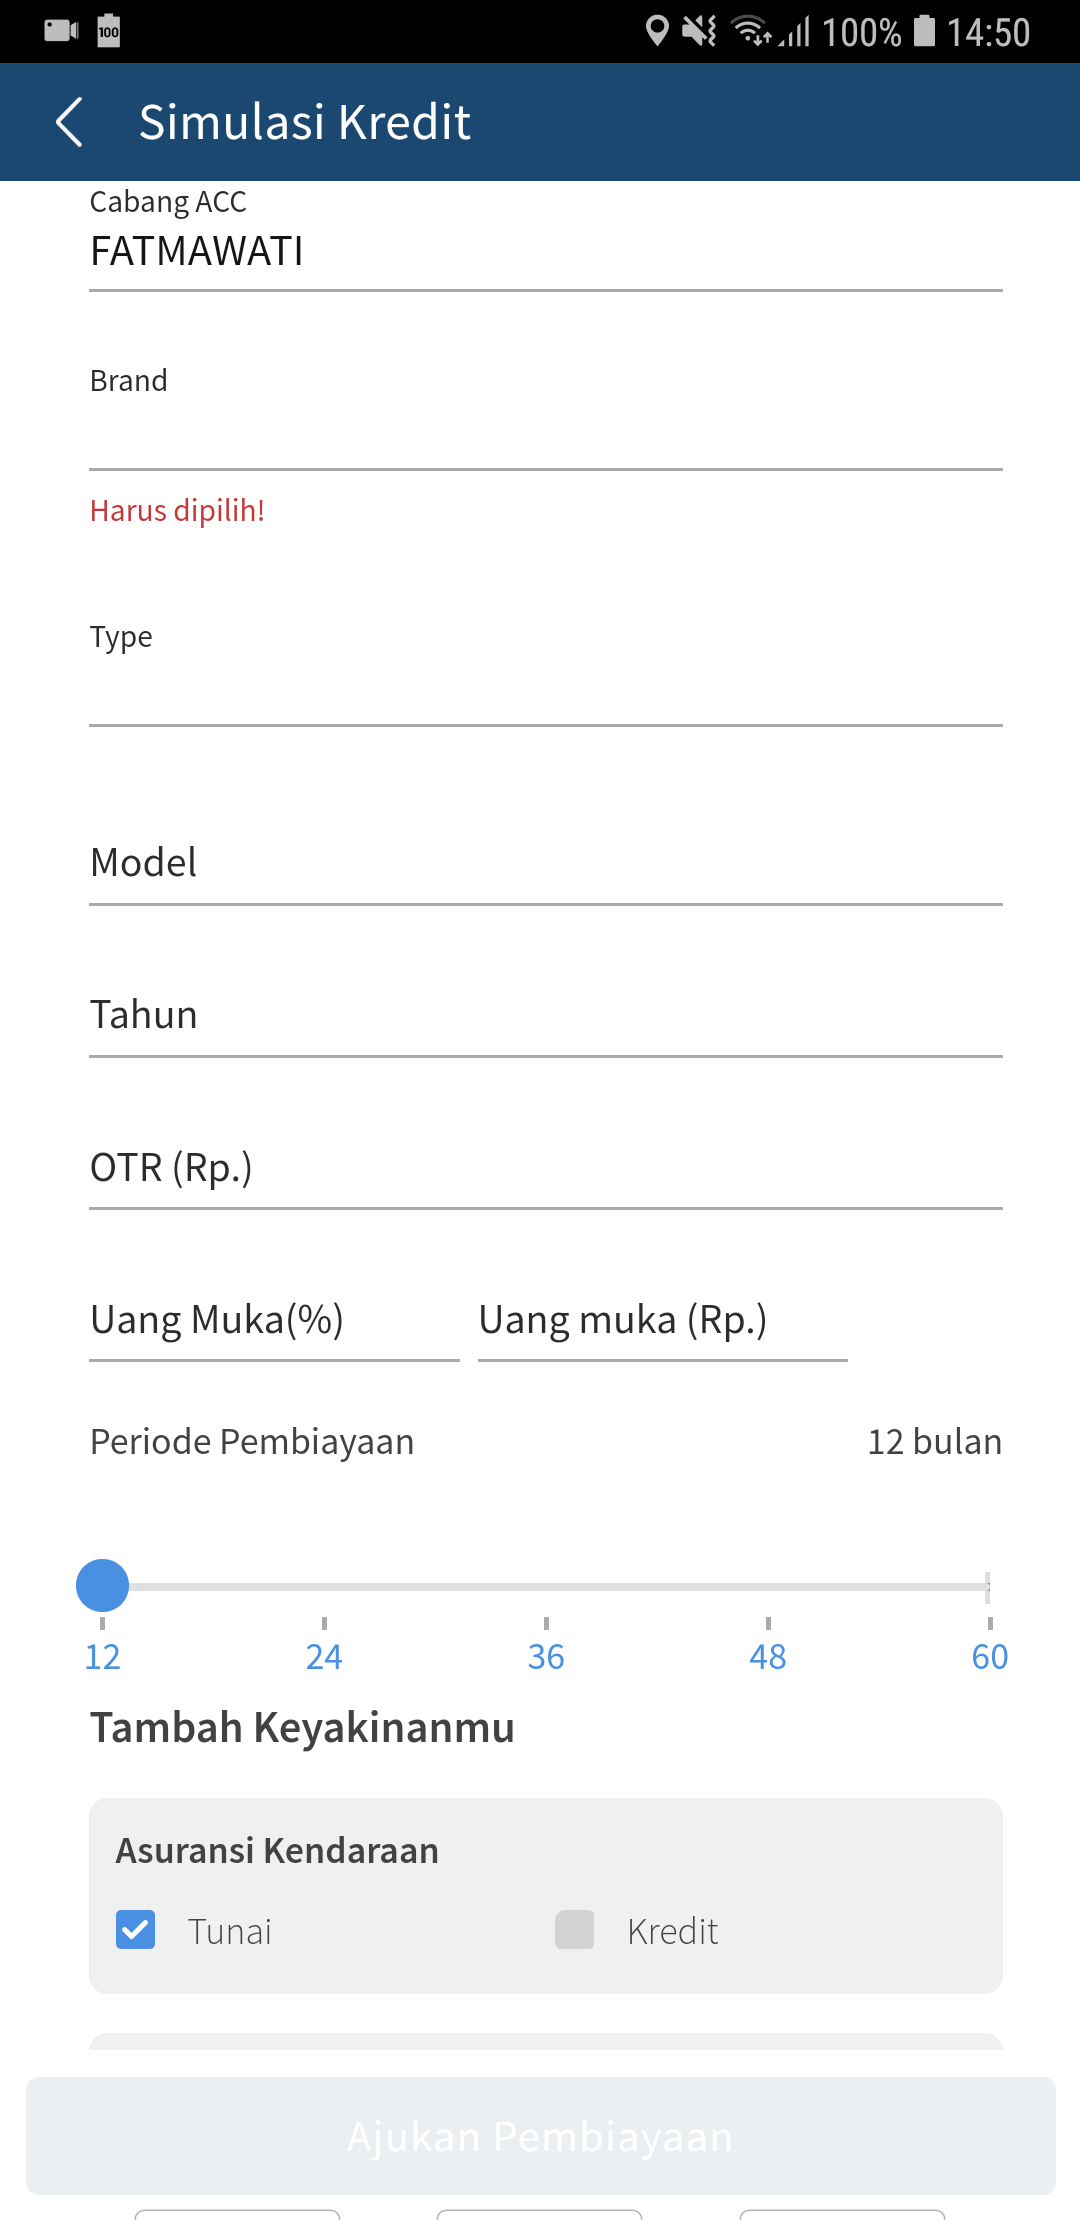 100
100% 14:50
Simulasi Kredit
Cabang ACC
FATMAWATI
Brand
Harus dipilih!
Type
Model
Tahun
OTR (Rp.)
Uang Muka(%) Uang muka (Rp.)
Periode Pembiayaan 12 bulan
12 24 36 48 60
Tambah Keyakinanmu
Asuransi Kendaraan
Tunai Kredit
Ajukan Pembiayaan